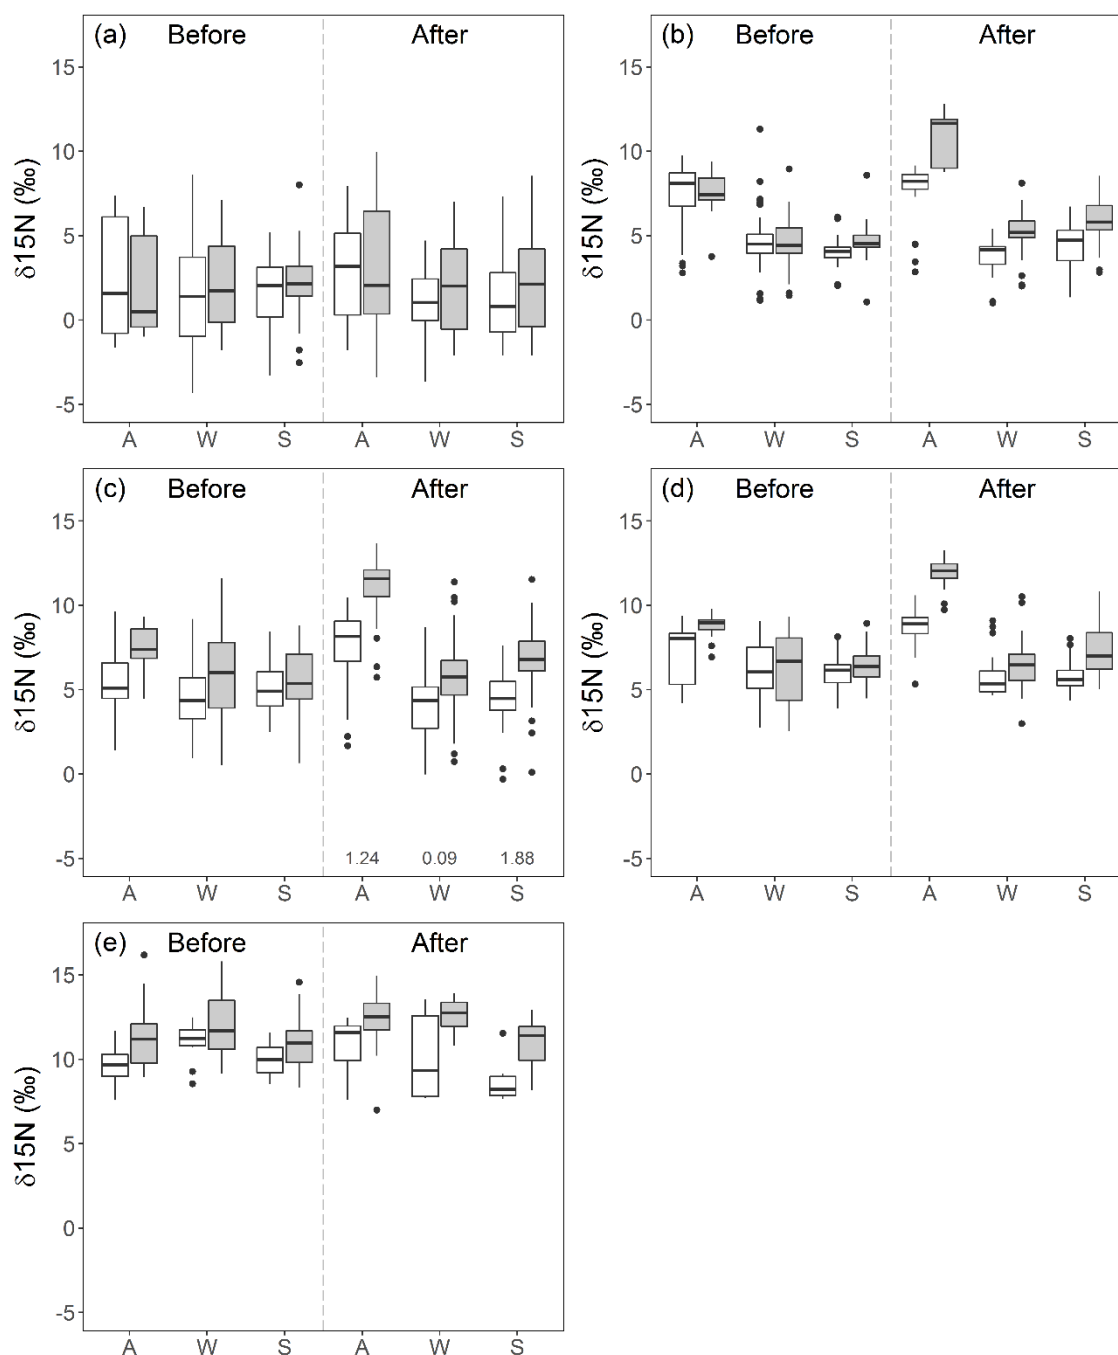 (a) Before After
15
10
5
0
-5
δ15N (‰)
A W S A W S
(b) Before After
15
10
5
0
-5
δ15N (‰)
A W S A W S
(c) Before After
15
10
5
0
-5
δ15N (‰)
1.24 0.09 1.88
A W S A W S
(d) Before After
15
10
5
0
-5
δ15N (‰)
A W S A W S
(e) Before After
15
10
5
0
-5
δ15N (‰)
A W S A W S